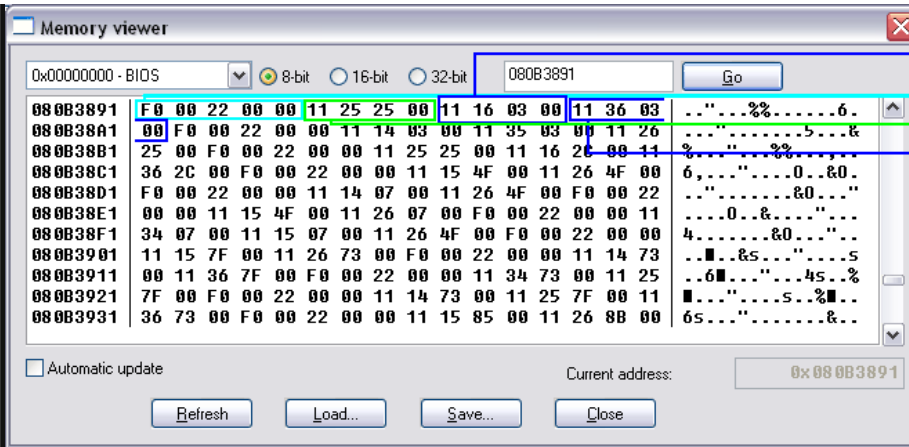 Memory viewer
0x00000000 - BIOS 8-bit 16-bit 32-bit 080B3891 Go
080B3891 F0 00 22 00 00 11 25 25 00 11 16 03 00 11 36 03 .."...%%......6.
080B38A1 00 F0 00 22 00 00 11 14 03 00 11 35 03 00 11 26 ...".......5...&
080B38B1 25 00 F0 00 22 00 00 11 25 25 00 11 16 2C 00 11 %..."...%%...,..
080B38C1 36 2C 00 F0 00 22 00 00 11 15 4F 00 11 26 4F 00 6,..."....O..&O.
080B38D1 F0 00 22 00 00 11 14 07 00 11 26 4F 00 F0 00 22 ..".......&O..."
080B38E1 00 00 11 15 4F 00 11 26 07 00 F0 00 22 00 00 11 ....O..&...."...
080B38F1 34 07 00 11 15 07 00 11 26 4F 00 F0 00 22 00 00 4.......&O..."..
080B3901 11 15 7F 00 11 26 73 00 F0 00 22 00 00 11 14 73 ..█..&s..."....s
080B3911 00 11 36 7F 00 F0 00 22 00 00 11 34 73 00 11 25 ..6█..."...4s..%
080B3921 7F 00 F0 00 22 00 00 11 14 73 00 11 25 7F 00 11 █..."....s..%█..
080B3931 36 73 00 F0 00 22 00 00 11 15 85 00 11 26 8B 00 6s...".......&..
Automatic update Current address: 0x080B3891
Refresh Load... Save... Close